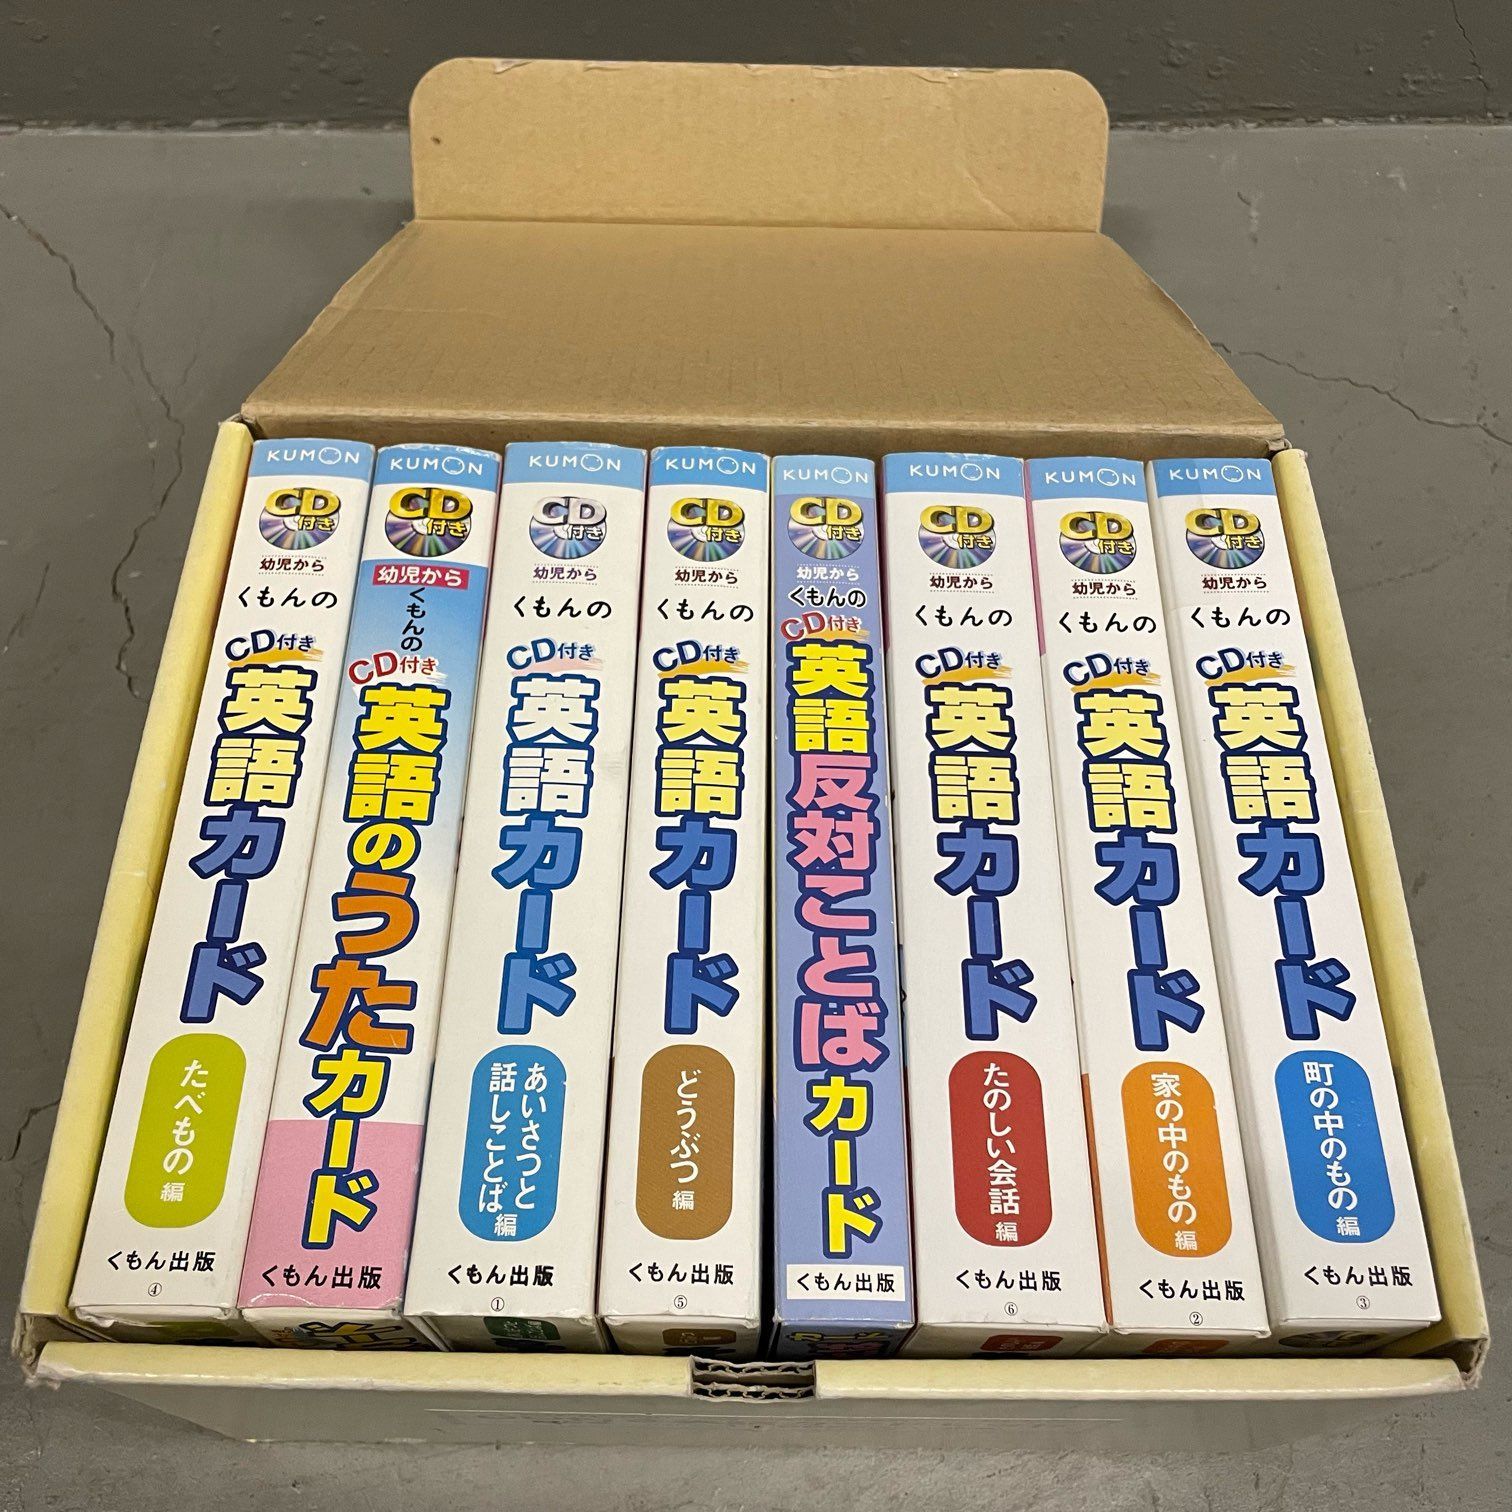 KUMON
CD付き
幼児から
くもんの
CD付き
英語カード
たべもの編
くもん出版
④
KUMON
CD付き
幼児から
くもんの
CD付き
英語のうたカード
くもん出版
KUMON
CD付き
幼児から
くもんの
CD付き
英語カード
あいさつと
話しことば編
くもん出版
①
KUMON
CD付き
幼児から
くもんの
CD付き
英語カード
どうぶつ編
くもん出版
⑤
KUMON
CD付き
幼児から
くもんの
CD付き
英語反対ことばカード
くもん出版
KUMON
CD付き
幼児から
くもんの
CD付き
英語カード
たのしい会話編
くもん出版
⑥
KUMON
CD付き
幼児から
くもんの
CD付き
英語カード
家の中のもの編
くもん出版
②
KUMON
CD付き
幼児から
くもんの
CD付き
英語カード
町の中のもの編
くもん出版
③